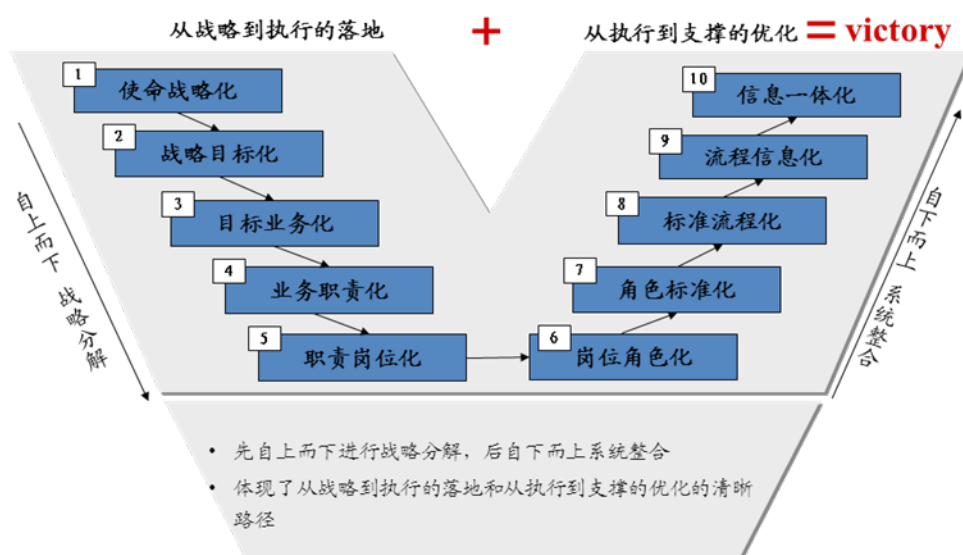 从战略到执行的落地 + 从执行到支撑的优化 = victory
1
使命战略化
2
战略目标化
3
目标业务化
4
业务职责化
5
职责岗位化
6
岗位角色化
7
角色标准化
8
标准流程化
9
流程信息化
10
信息一体化
自上而下 战略分解
自下而上 系统整合
• 先自上而下进行战略分解，后自下而上系统整合
• 体现了从战略到执行的落地和从执行到支撑的优化的清晰
路径